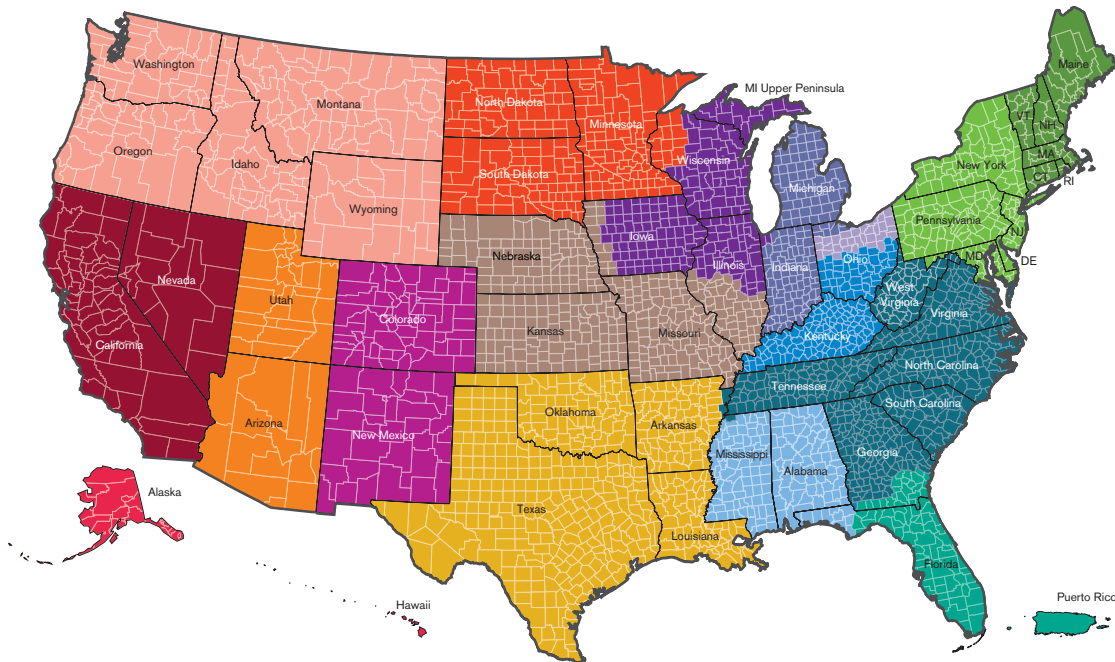 Washington
Montana
North Dakota
Minnesota
MI Upper Peninsula
Maine
VT
NH
Oregon
Idaho
South Dakota
Wisconsin
Michigan
New York
MA
CT
RI
Wyoming
Pennsylvania
NJ
Nevada
Utah
Nebraska
Iowa
Illinois
Indiana
Ohio
MD
DE
West
Virginia
Virginia
California
Colorado
Kansas
Missouri
Kentucky
North Carolina
Tennessee
South Carolina
Arizona
New Mexico
Oklahoma
Arkansas
Mississippi
Alabama
Georgia
Alaska
Texas
Louisiana
Florida
Hawaii
Puerto Rico